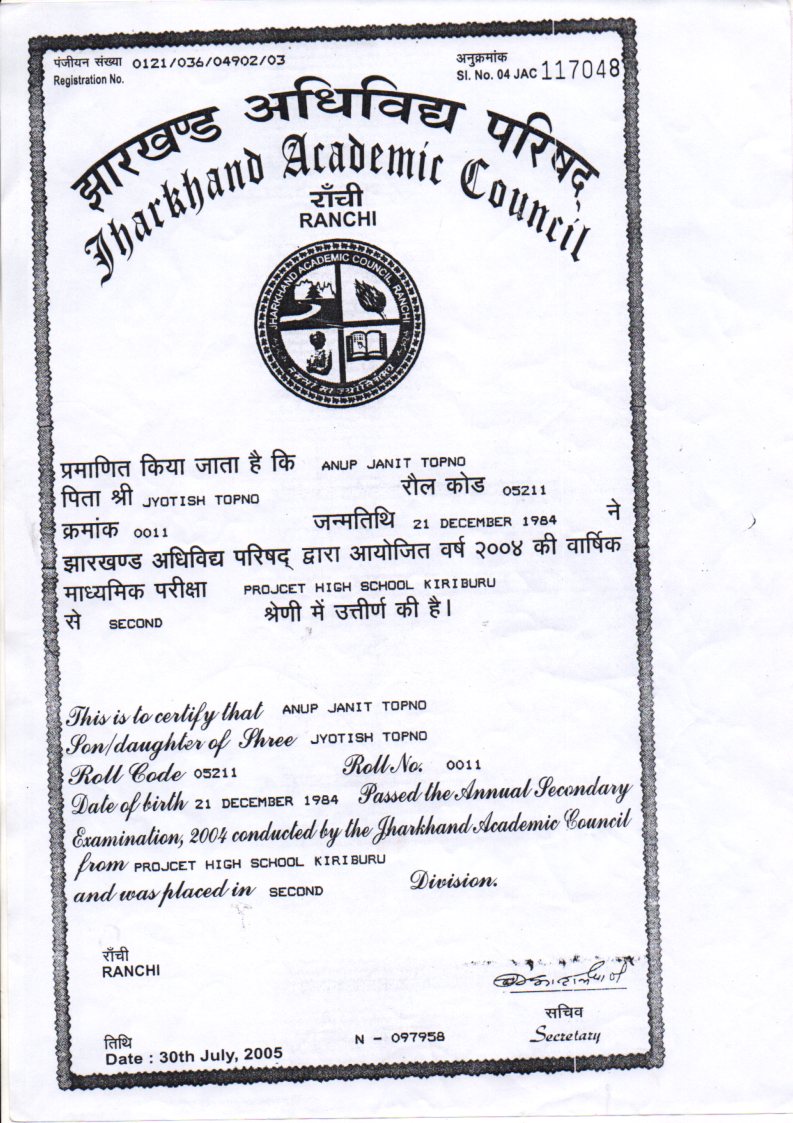 पंजीयन संख्या 0121/036/04902/03
Registration No.
अनुक्रमांक
Sl. No. 04 JAC 117048
झारखण्ड अधिविद्य परिषद्
Jharkhand Academic Council
राँची
RANCHI
JHARKHAND ACADEMIC COUNCIL, RANCHI
प्रमाणित किया जाता है कि ANUP JANIT TOPNO
पिता श्री JYOTISH TOPNO रौल कोड 05211
क्रमांक 0011 जन्मतिथि 21 DECEMBER 1984 ने
झारखण्ड अधिविद्य परिषद् द्वारा आयोजित वर्ष २००४ की वार्षिक
माध्यमिक परीक्षा PROJCET HIGH SCHOOL KIRIBURU
से SECOND श्रेणी में उत्तीर्ण की है।
This is to certify that ANUP JANIT TOPNO
Son/daughter of Shree JYOTISH TOPNO
Roll Code 05211 Roll No. 0011
Date of birth 21 DECEMBER 1984 Passed the Annual Secondary
Examination, 2004 conducted by the Jharkhand Academic Council
from PROJCET HIGH SCHOOL KIRIBURU
and was placed in SECOND Division.
राँची
RANCHI
सचिव
Secretary
तिथि
Date : 30th July, 2005
N - 097958